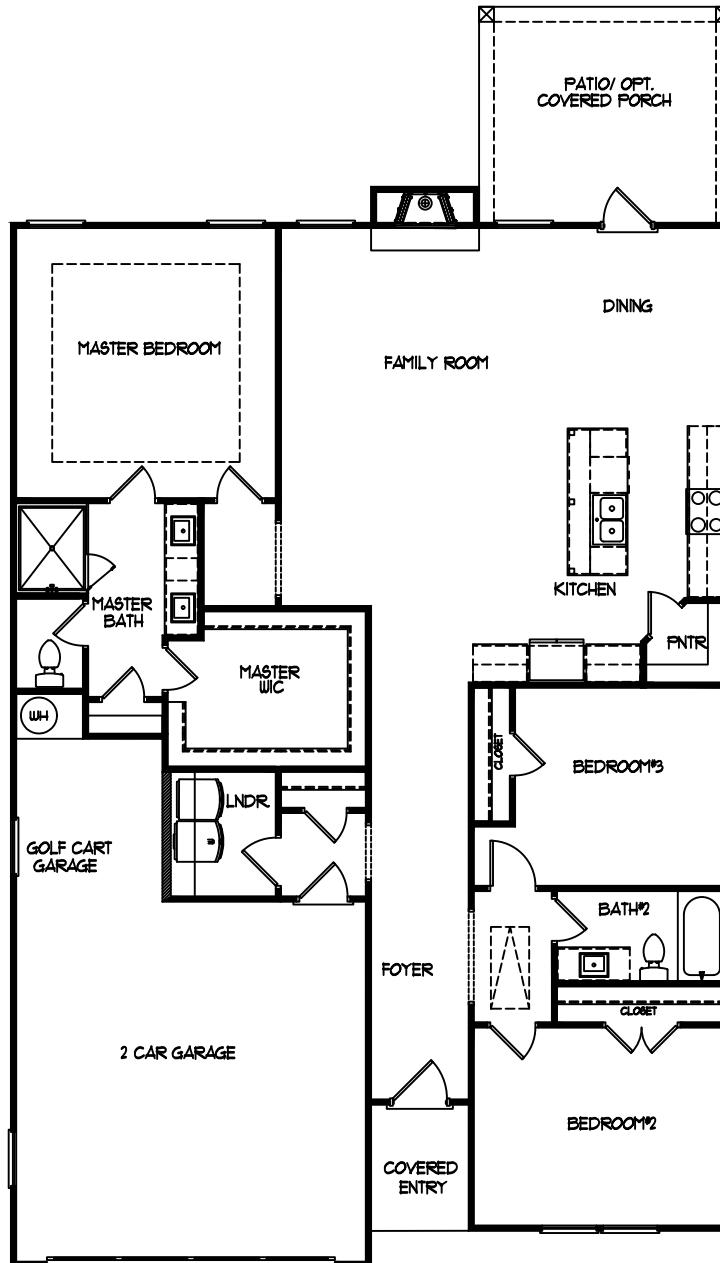 PATIO/ OPT.
COVERED PORCH
DINING
MASTER BEDROOM
FAMILY ROOM
KITCHEN
MASTER
BATH
PNTR
MASTER
WIC
WH
CLOSET
BEDROOM#3
LNDR
GOLF CART
GARAGE
W
BATH#2
FOYER
CLOSET
2 CAR GARAGE
BEDROOM#2
COVERED
ENTRY